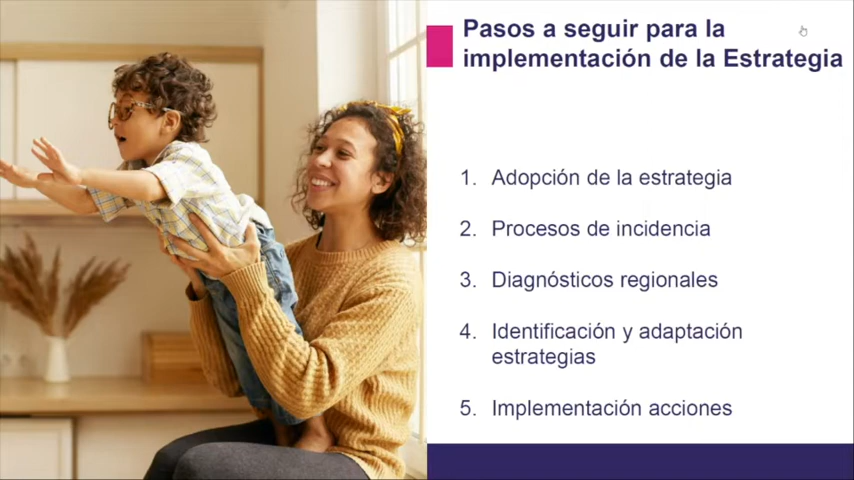 Pasos a seguir para la
implementación de la Estrategia
1. Adopción de la estrategia
2. Procesos de incidencia
3. Diagnósticos regionales
4. Identificación y adaptación
estrategias
5. Implementación acciones